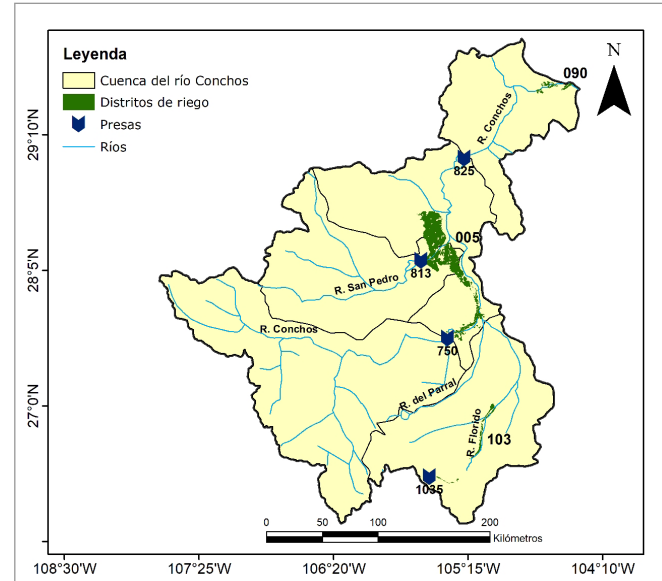 Leyenda
Cuenca del río Conchos
Distritos de riego
Presas
Ríos
N
090
R. Conchos
825
005
813
R. San Pedro
R. Conchos
750
R. del Parral
R. Florido
103
1035
0 50 100 200
Kilómetros
29°10'N
28°5'N
27°0'N
108°30'W 107°25'W 106°20'W 105°15'W 104°10'W